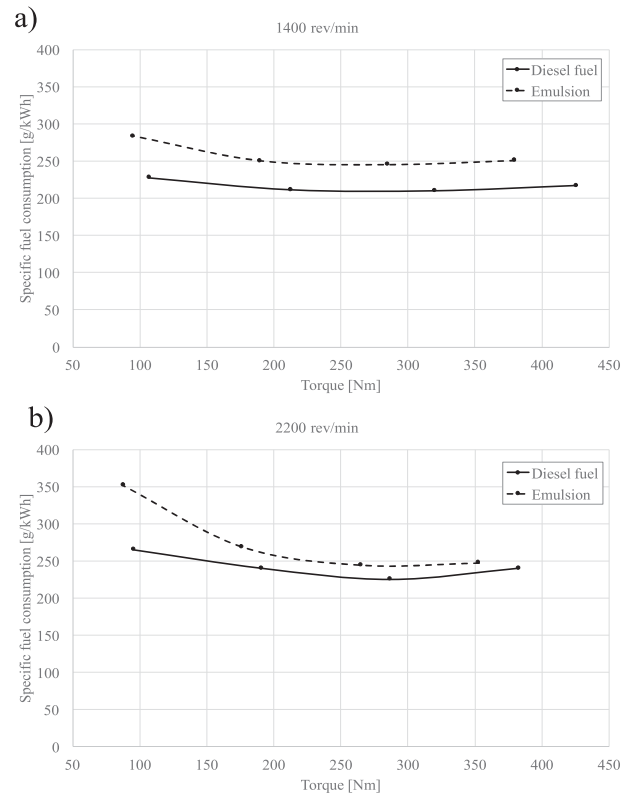 a)
1400 rev/min
400
350
300
250
200
150
100
50
0
Specific fuel consumption [g/kWh]
Diesel fuel
Emulsion
50 100 150 200 250 300 350 400 450
Torque [Nm]
b)
2200 rev/min
400
350
300
250
200
150
100
50
0
Specific fuel consumption [g/kWh]
Diesel fuel
Emulsion
50 100 150 200 250 300 350 400 450
Torque [Nm]